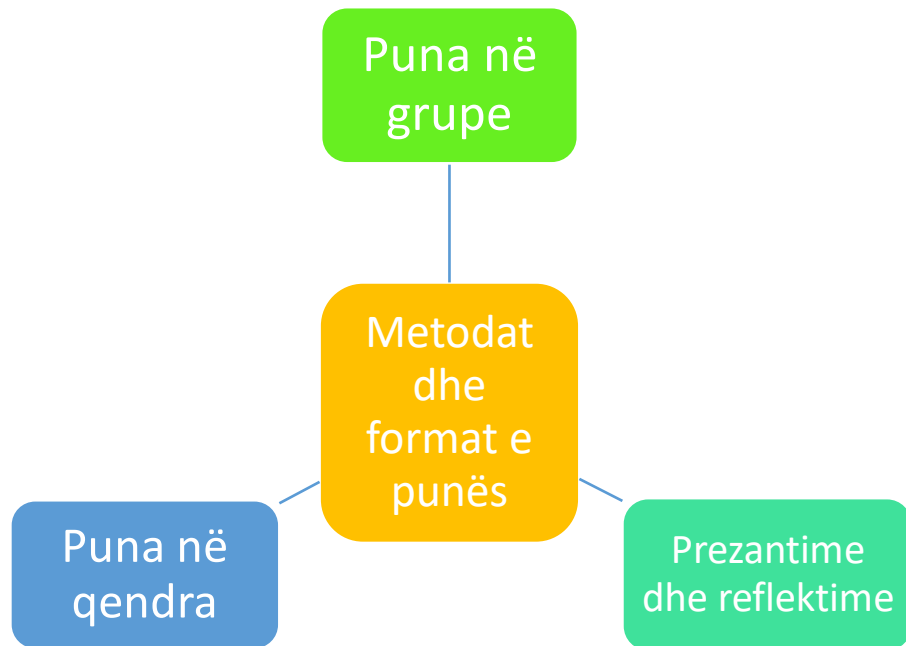 Puna në
grupe
Metodat
dhe
format e
punës
Puna në
qendra
Prezantime
dhe reflektime